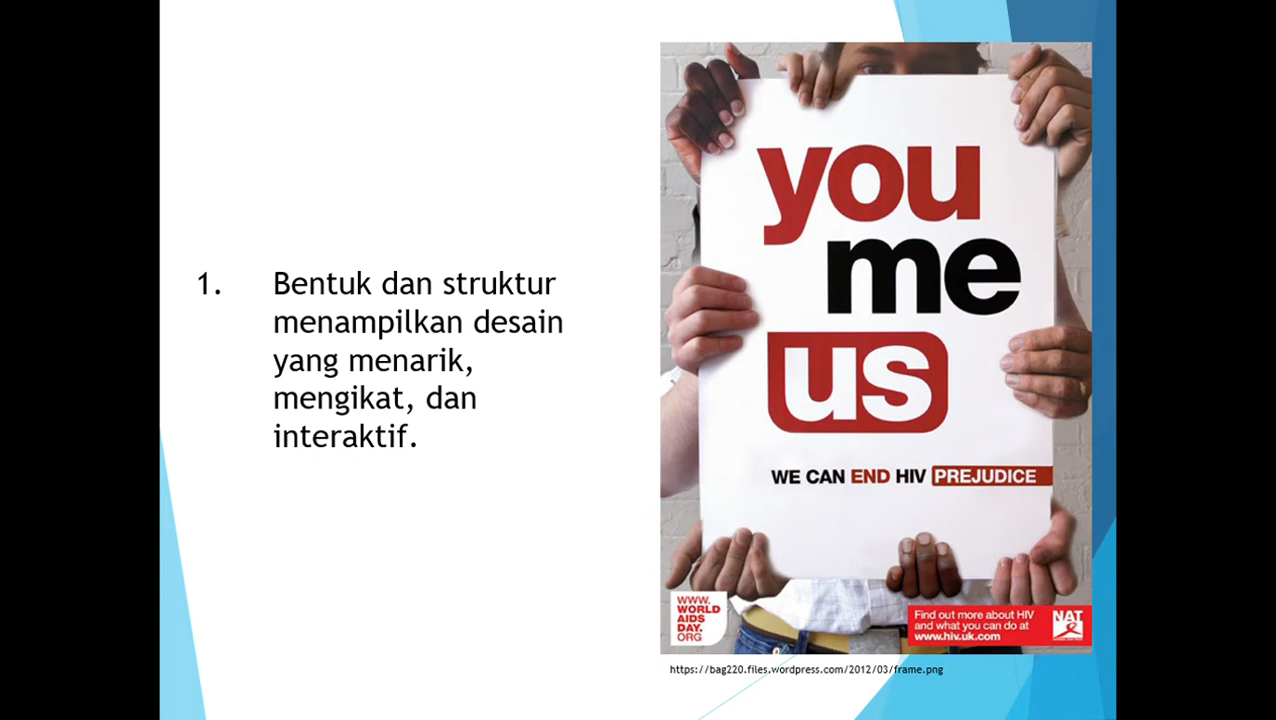 1. Bentuk dan struktur
menampilkan desain
yang menarik,
mengikat, dan
interaktif.
you
me
us
WE CAN END HIV PREJUDICE
WWW.
WORLD
AIDS
DAY.
ORG
Find out more about HIV
and what you can do at
www.hiv.uk.com
NAT
https://bag220.files.wordpress.com/2012/03/frame.png